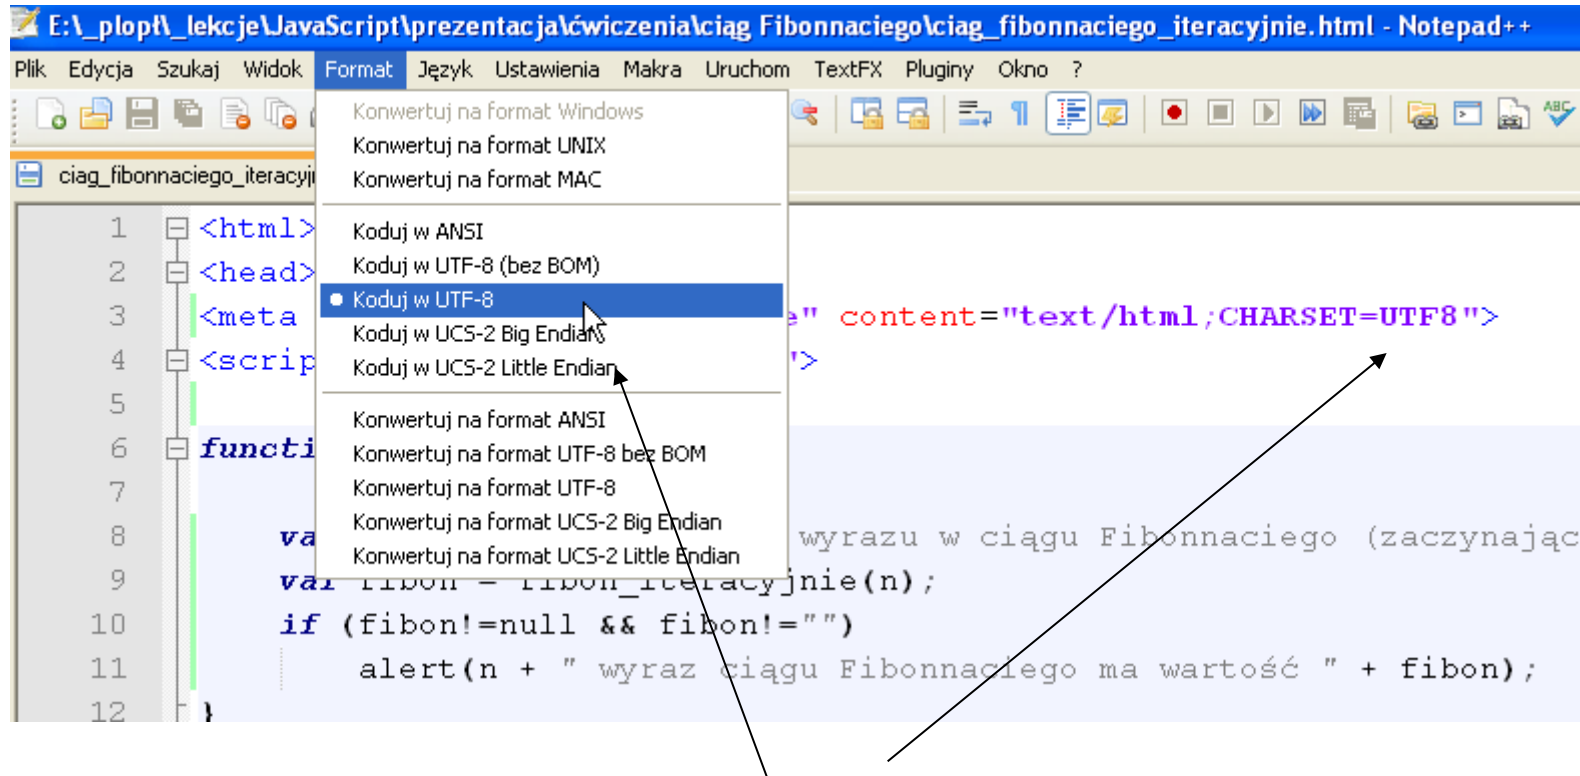 E:\_plopł\_lekcje\JavaScript\prezentacja\ćwiczenia\ciąg Fibonnaciego\ciag_fibonnaciego_iteracyjnie.html - Notepad++
Plik Edycja Szukaj Widok Format Język Ustawienia Makra Uruchom TextFX Pluginy Okno ?
ABC
ciag_fibonnaciego_iteracyj
Konwertuj na format Windows
Konwertuj na format UNIX
Konwertuj na format MAC
Koduj w ANSI
Koduj w UTF-8 (bez BOM)
Koduj w UTF-8
Koduj w UCS-2 Big Endian
Koduj w UCS-2 Little Endian
Konwertuj na format ANSI
Konwertuj na format UTF-8 bez BOM
Konwertuj na format UTF-8
Konwertuj na format UCS-2 Big Endian
Konwertuj na format UCS-2 Little Endian
1 <html>
2 <head>
3 <meta e" content="text/html;CHARSET=UTF8">
4 <scrip ">
5
6 functi
7
8 va wyrazu w ciągu Fibonnaciego (zaczynając
9 var fibon = fibon_iteracyjnie(n);
10 if (fibon!=null && fibon!="")
11 alert(n + " wyraz ciągu Fibonnaciego ma wartość " + fibon);
12 }